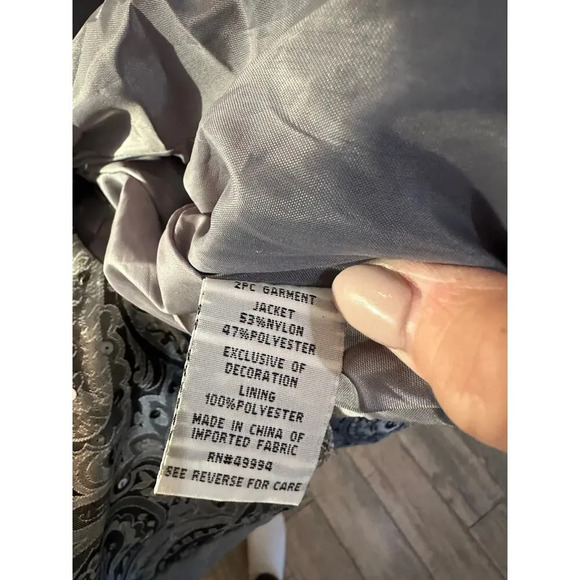 2PC GARMENT
JACKET
53%NYLON
47%POLYESTER
EXCLUSIVE OF
DECORATION
LINING
100%POLYESTER
MADE IN CHINA OF
IMPORTED FABRIC
RN#49994
SEE REVERSE FOR CARE